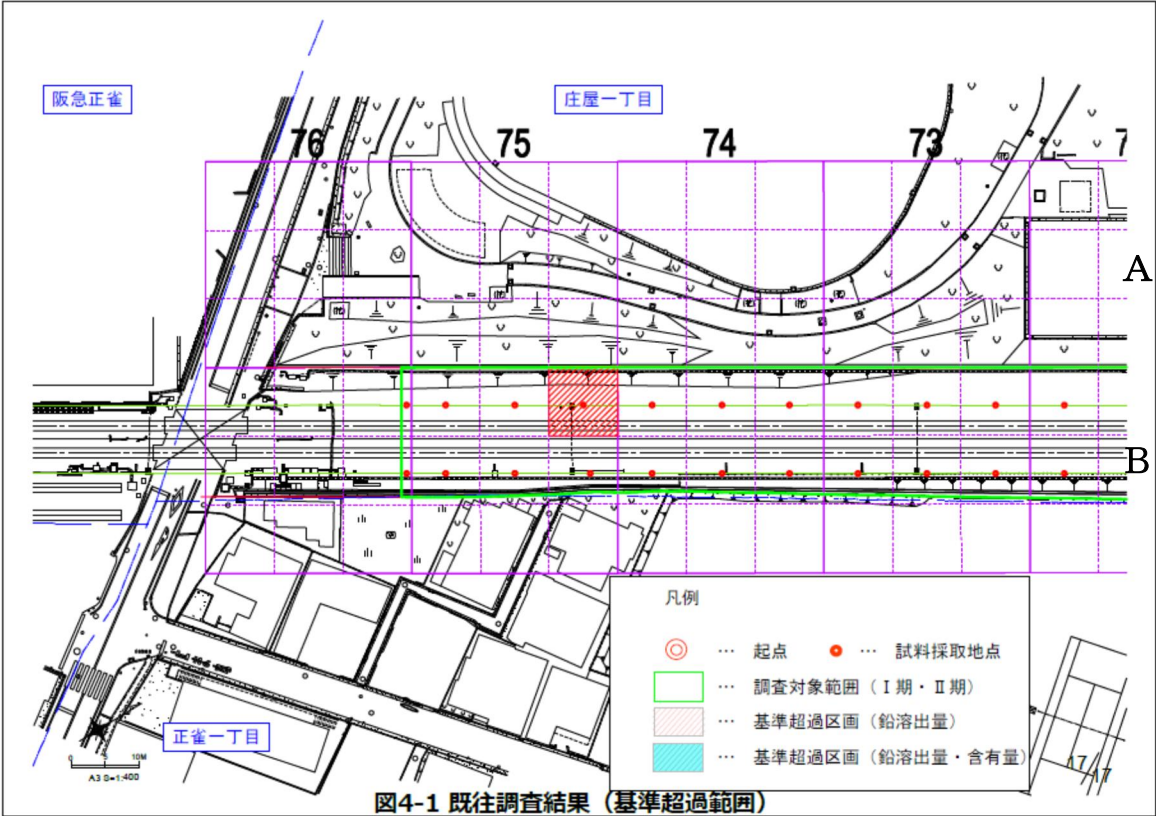 阪急正雀
庄屋一丁目
76
75
74
73
7
A
B
凡例
◎ … 起点 ● … 試料採取地点
… 調査対象範囲（Ⅰ期・Ⅱ期）
… 基準超過区画（鉛溶出量）
… 基準超過区画（鉛溶出量・含有量）
正雀一丁目
0 5 10M
A3 S=1:400
17
17
図4-1 既往調査結果（基準超過範囲）